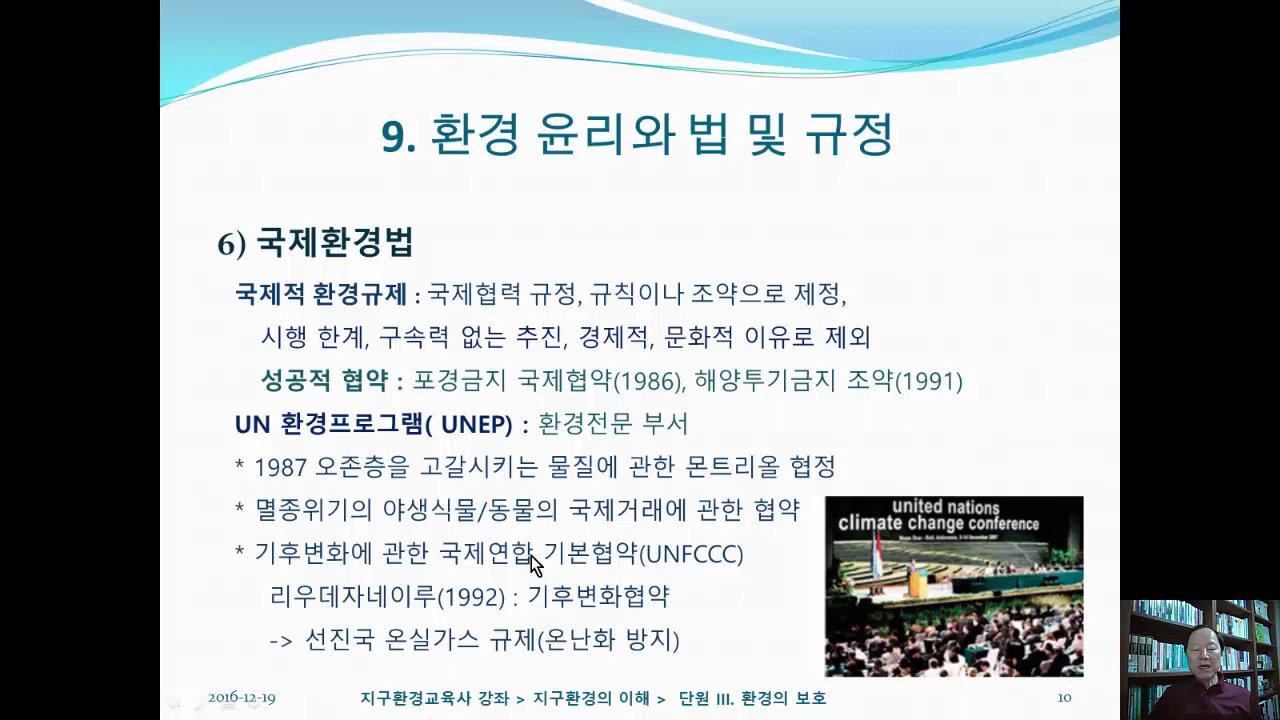 9. 환경 윤리와 법 및 규정
6) 국제환경법
국제적 환경규제 : 국제협력 규정, 규칙이나 조약으로 제정,
시행 한계, 구속력 없는 추진, 경제적, 문화적 이유로 제외
성공적 협약 : 포경금지 국제협약(1986), 해양투기금지 조약(1991)
UN 환경프로그램( UNEP) : 환경전문 부서
* 1987 오존층을 고갈시키는 물질에 관한 몬트리올 협정
* 멸종위기의 야생식물/동물의 국제거래에 관한 협약
* 기후변화에 관한 국제연합 기본협약(UNFCCC)
리우데자네이루(1992) : 기후변화협약
-> 선진국 온실가스 규제(온난화 방지)
united nations
climate change conference
Nusa Dua - Bali, Indonesia, 3-14 December 2007
2016-12-19
지구환경교육사 강좌 > 지구환경의 이해 > 단원 III. 환경의 보호
10